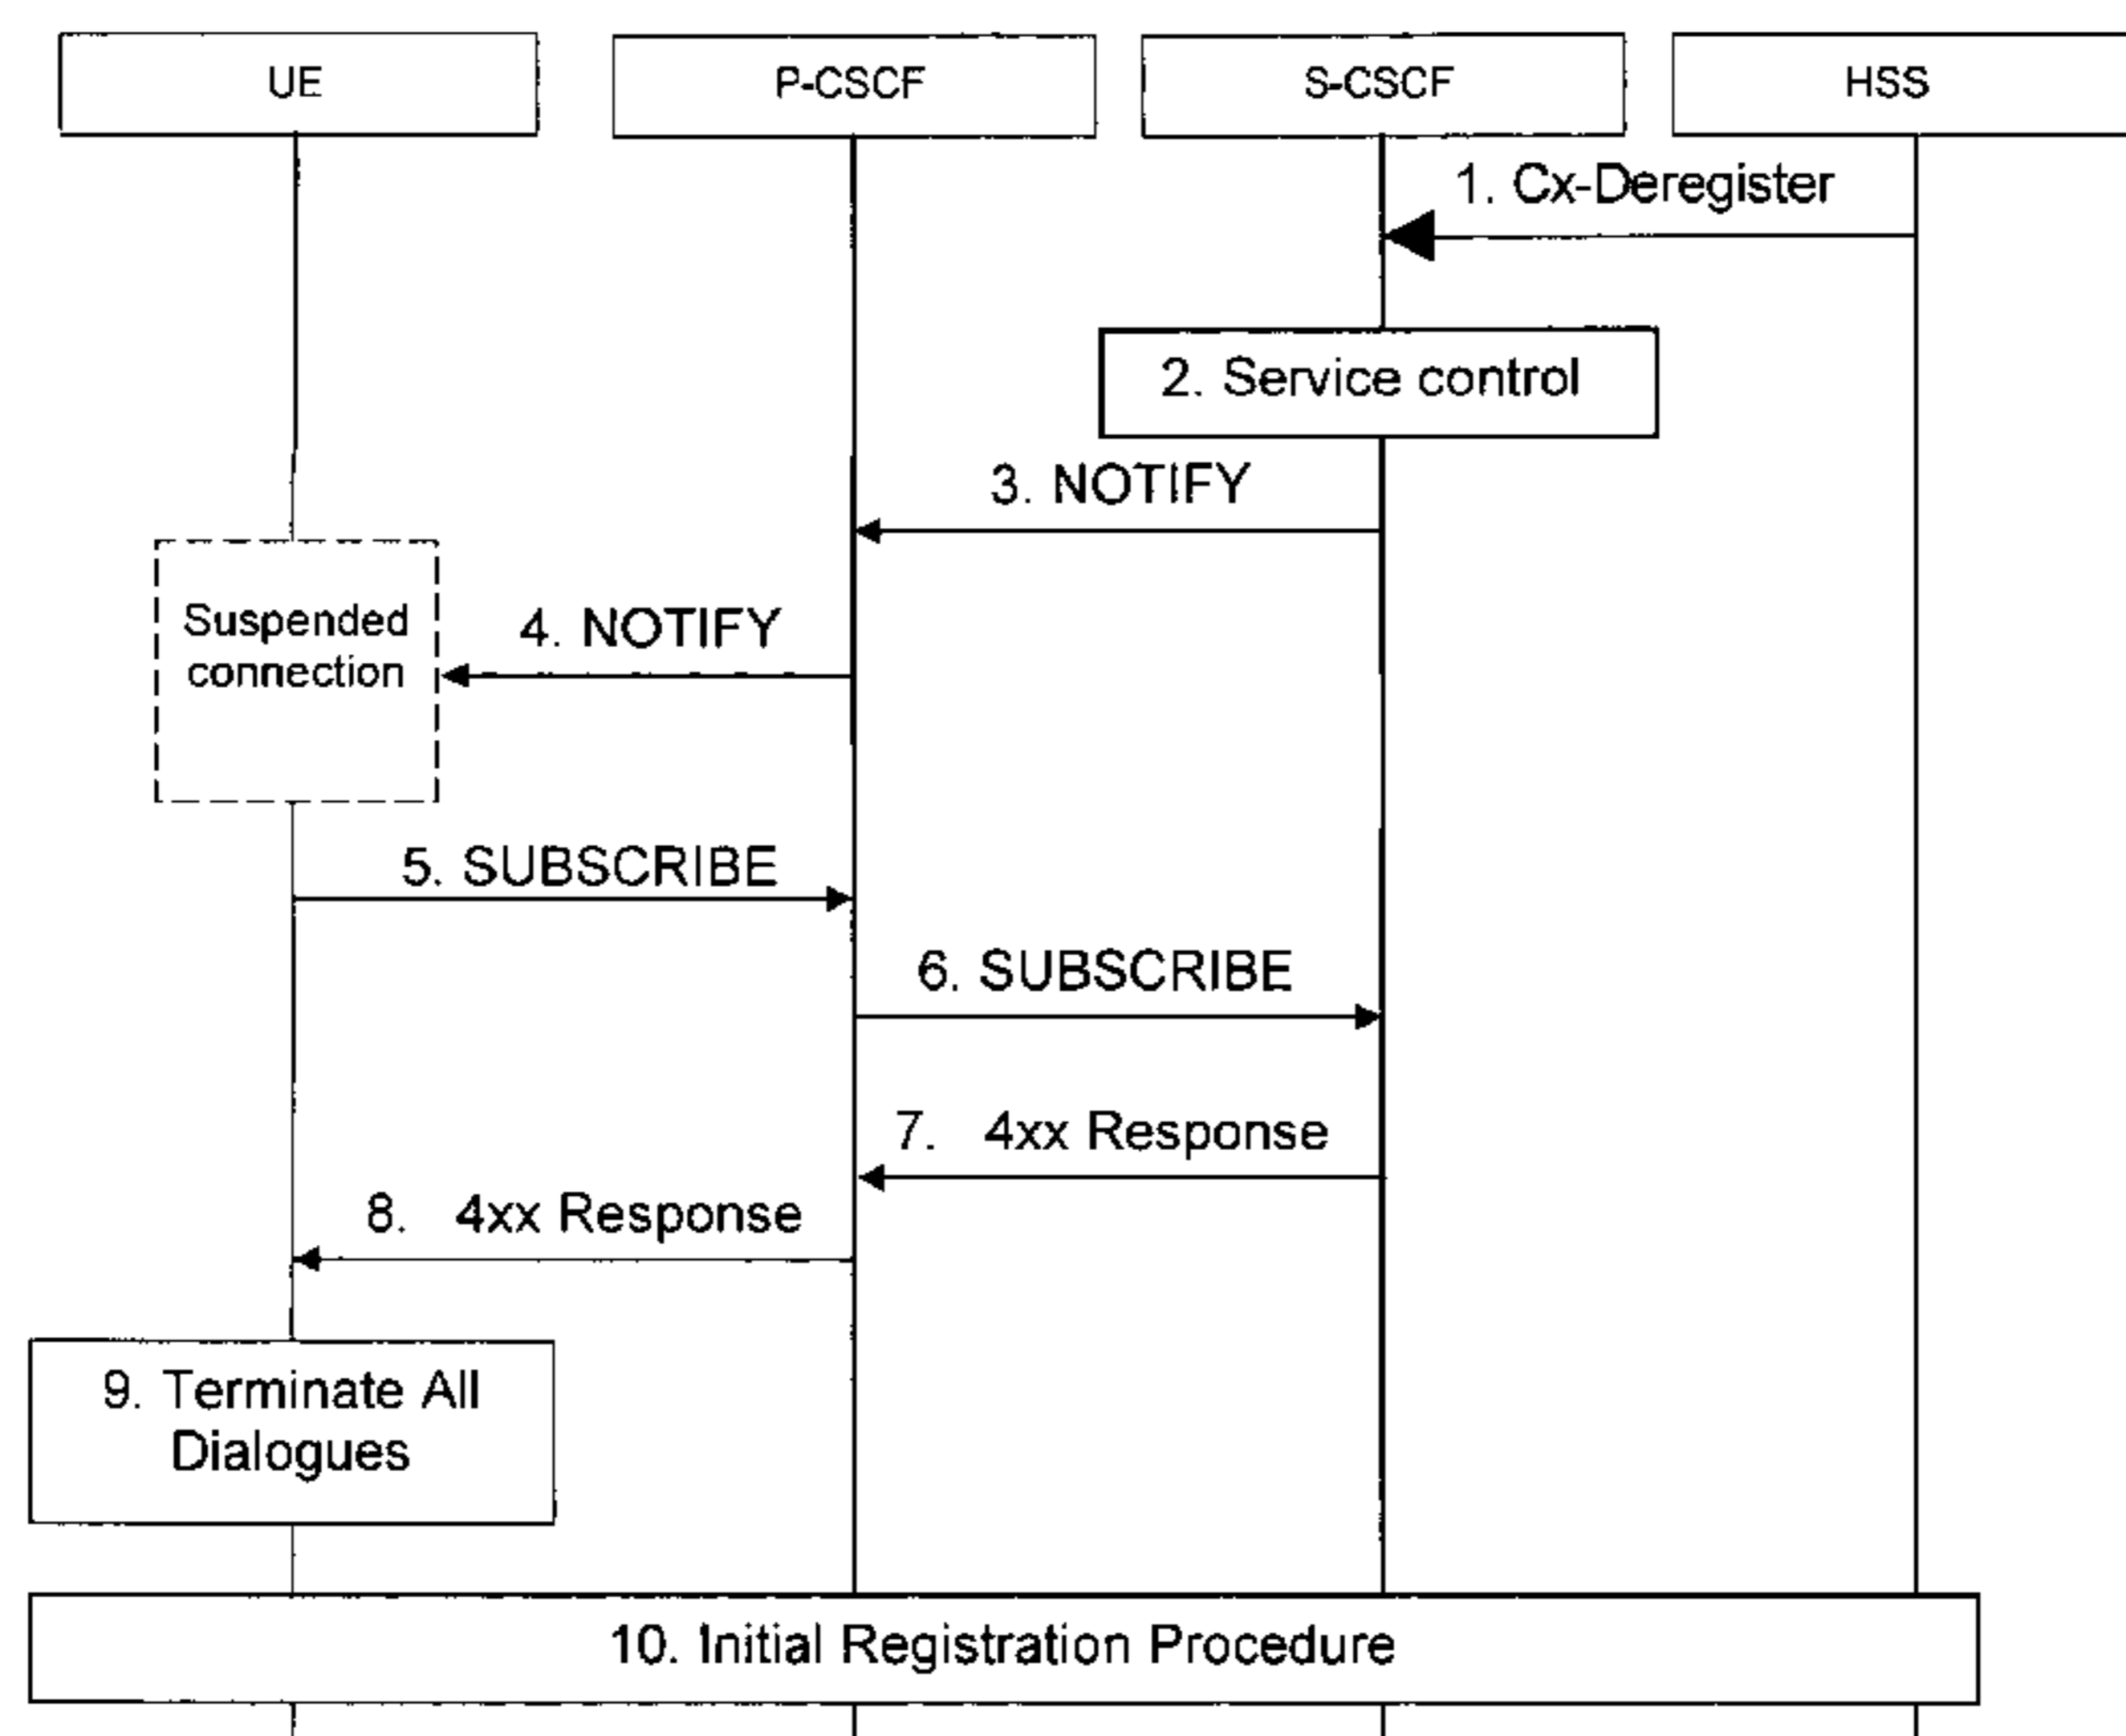 UE
P-CSCF
S-CSCF
HSS
1. Cx-Deregister
2. Service control
3. NOTIFY
Suspended
connection
4. NOTIFY
5. SUBSCRIBE
6. SUBSCRIBE
7. 4xx Response
8. 4xx Response
9. Terminate All
Dialogues
10. Initial Registration Procedure